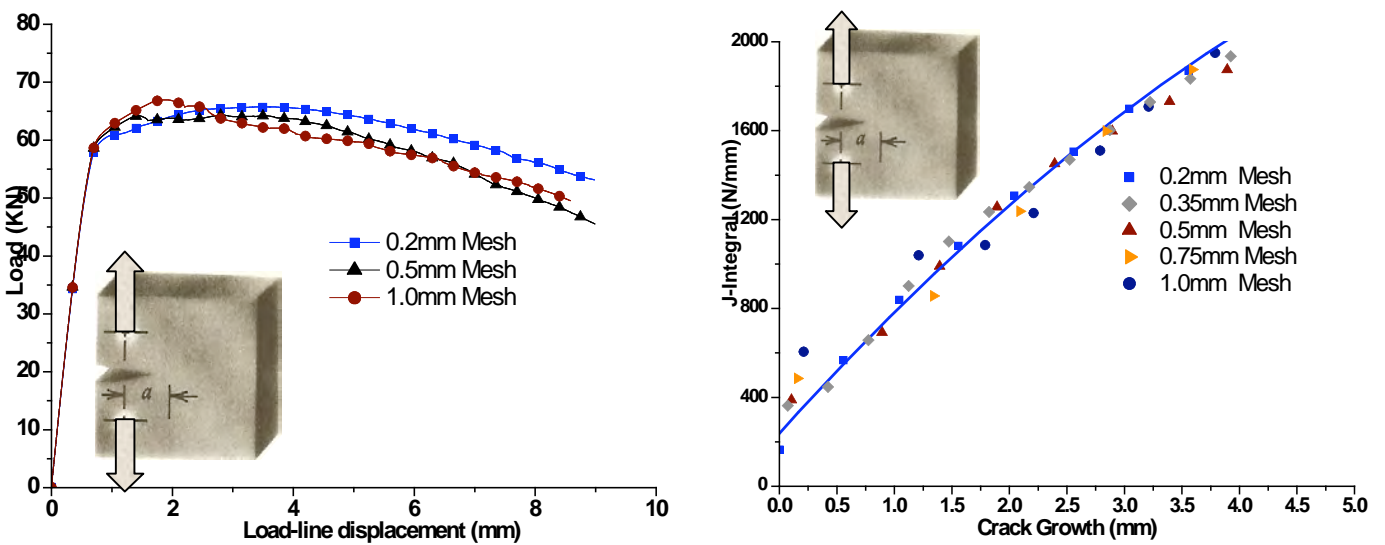 80
70
60
50
40
30
20
10
0
Load (KN)
0.2mm Mesh
0.5mm Mesh
1.0mm Mesh
a
0 2 4 6 8 10
Load-line displacement (mm)
2000
1600
1200
800
400
0
J-Integral (N/mm)
a
0.2mm Mesh
0.35mm Mesh
0.5mm Mesh
0.75mm Mesh
1.0mm Mesh
0.0 0.5 1.0 1.5 2.0 2.5 3.0 3.5 4.0 4.5 5.0
Crack Growth (mm)